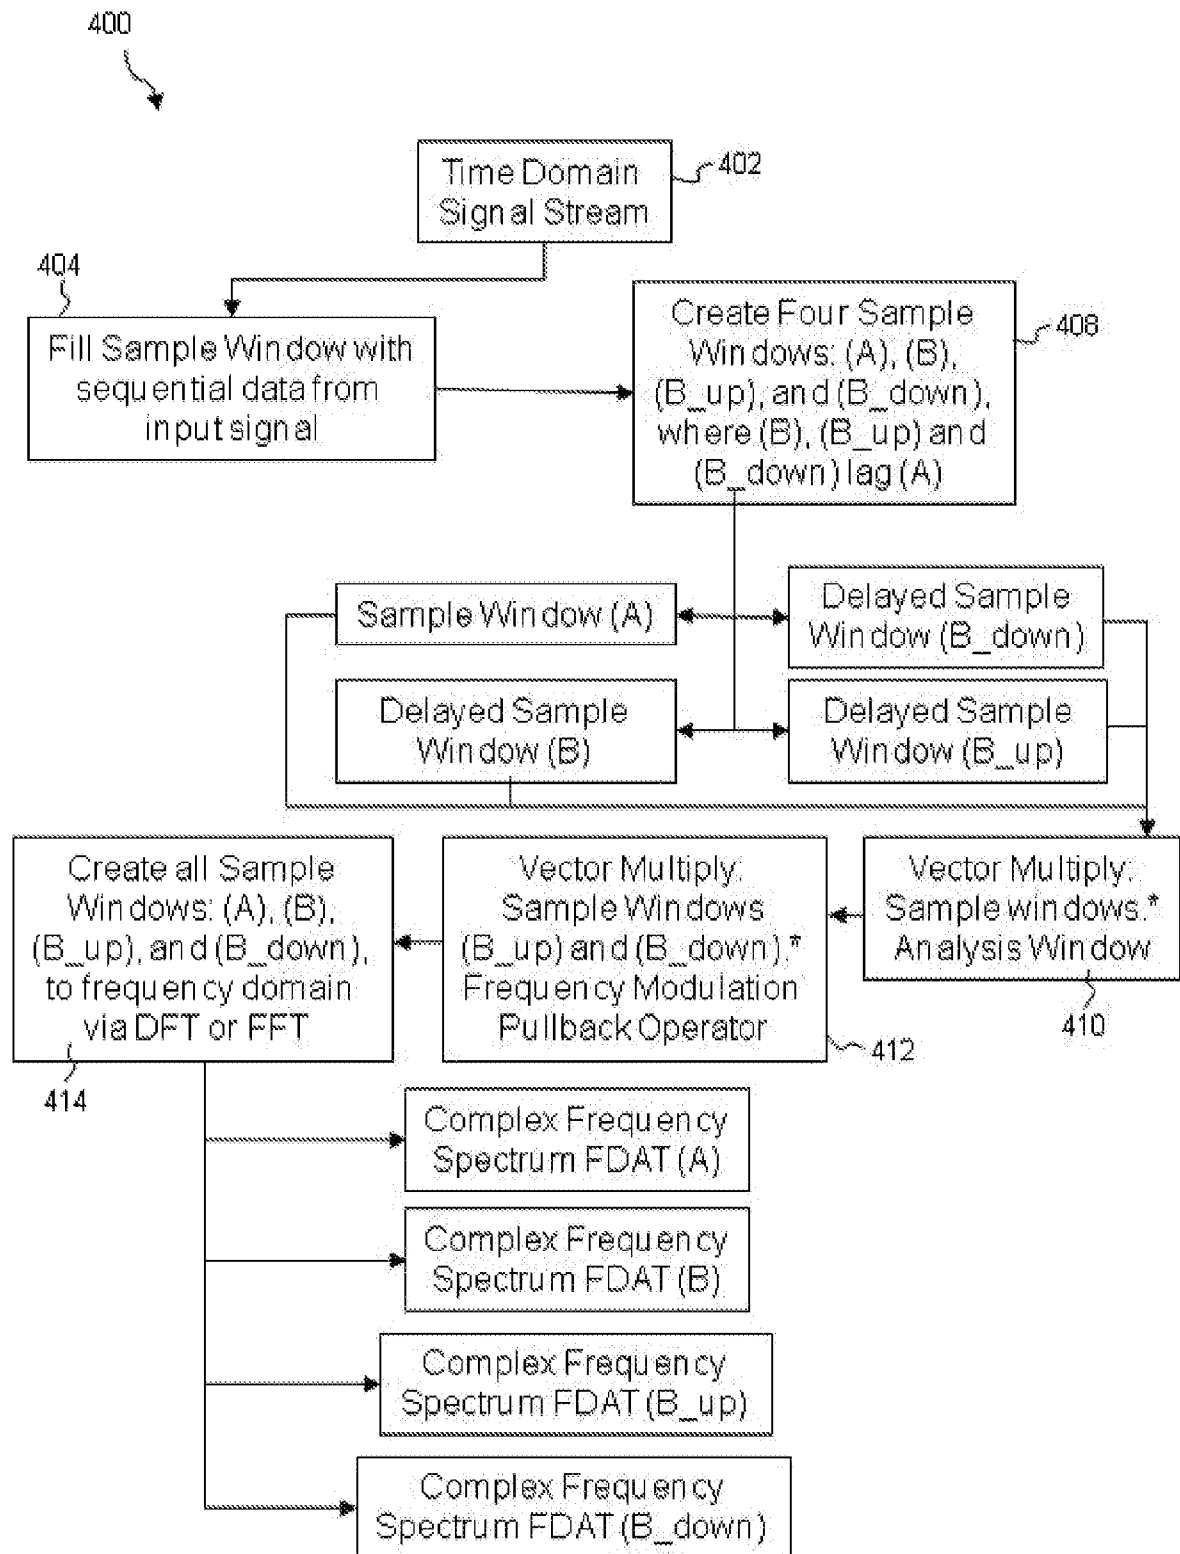 400
Time Domain
Signal Stream
402
404
Fill Sample Window with
sequential data from
input signal
Create Four Sample
Windows: (A), (B),
(B_up), and (B_down),
where (B), (B_up) and
(B_down) lag (A)
408
Sample Window (A)
Delayed Sample
Window (B_down)
Delayed Sample
Window (B)
Delayed Sample
Window (B_up)
Create all Sample
Windows: (A), (B),
(B_up), and (B_down),
to frequency domain
via DFT or FFT
414
Vector Multiply:
Sample Windows
(B_up) and (B_down).*
Frequency Modulation
Pullback Operator
412
Vector Multiply:
Sample windows.*
Analysis Window
410
Complex Frequency
Spectrum FDAT (A)
Complex Frequency
Spectrum FDAT (B)
Complex Frequency
Spectrum FDAT (B_up)
Complex Frequency
Spectrum FDAT (B_down)